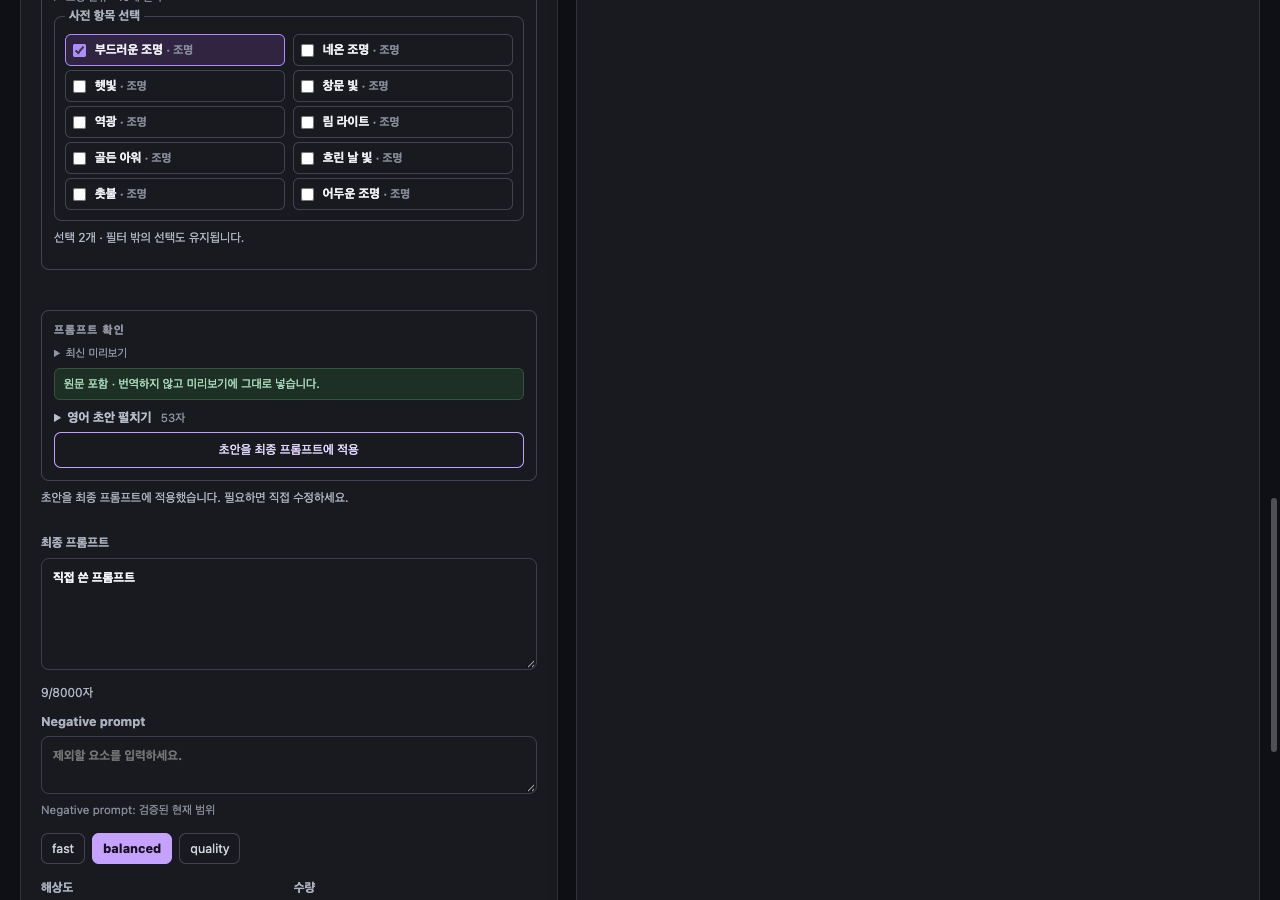 사전 항목 선택
부드러운 조명 · 조명
네온 조명 · 조명
햇빛 · 조명
창문 빛 · 조명
역광 · 조명
림 라이트 · 조명
골든 아워 · 조명
흐린 날 빛 · 조명
촛불 · 조명
어두운 조명 · 조명
선택 2개 · 필터 밖의 선택도 유지됩니다.
프롬프트 확인
▶ 최신 미리보기
원문 포함 · 번역하지 않고 미리보기에 그대로 넣습니다.
▶ 영어 초안 펼치기 53자
초안을 최종 프롬프트에 적용
초안을 최종 프롬프트에 적용했습니다. 필요하면 직접 수정하세요.
최종 프롬프트
직접 쓴 프롬프트
9/8000자
Negative prompt
제외할 요소를 입력하세요.
Negative prompt: 검증된 현재 범위
fast
balanced
quality
해상도
수량